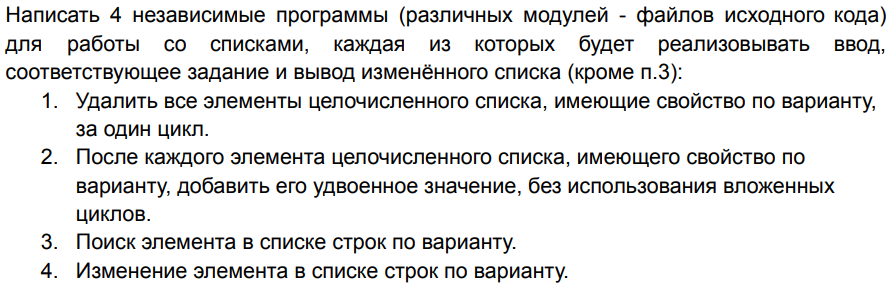 Написать 4 независимые программы (различных модулей - файлов исходного кода)
для работы со списками, каждая из которых будет реализовывать ввод,
соответствующее задание и вывод изменённого списка (кроме п.3):
1. Удалить все элементы целочисленного списка, имеющие свойство по варианту,
за один цикл.
2. После каждого элемента целочисленного списка, имеющего свойство по
варианту, добавить его удвоенное значение, без использования вложенных
циклов.
3. Поиск элемента в списке строк по варианту.
4. Изменение элемента в списке строк по варианту.